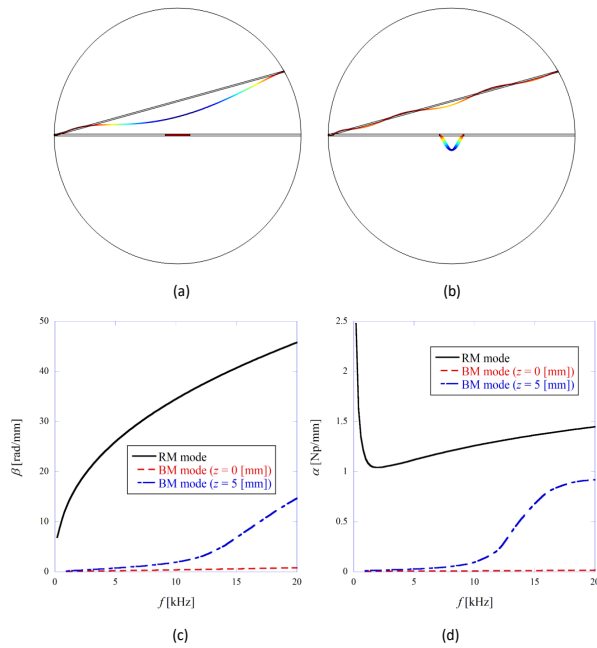 (a)
(b)
50
40
30
20
10
0
β [rad/mm]
RM mode
BM mode (z = 0 [mm])
BM mode (z = 5 [mm])
0
5
10
15
20
f [kHz]
(c)
2.5
2
1.5
1
0.5
0
α [Np/mm]
RM mode
BM mode (z = 0 [mm])
BM mode (z = 5 [mm])
0
5
10
15
20
f [kHz]
(d)